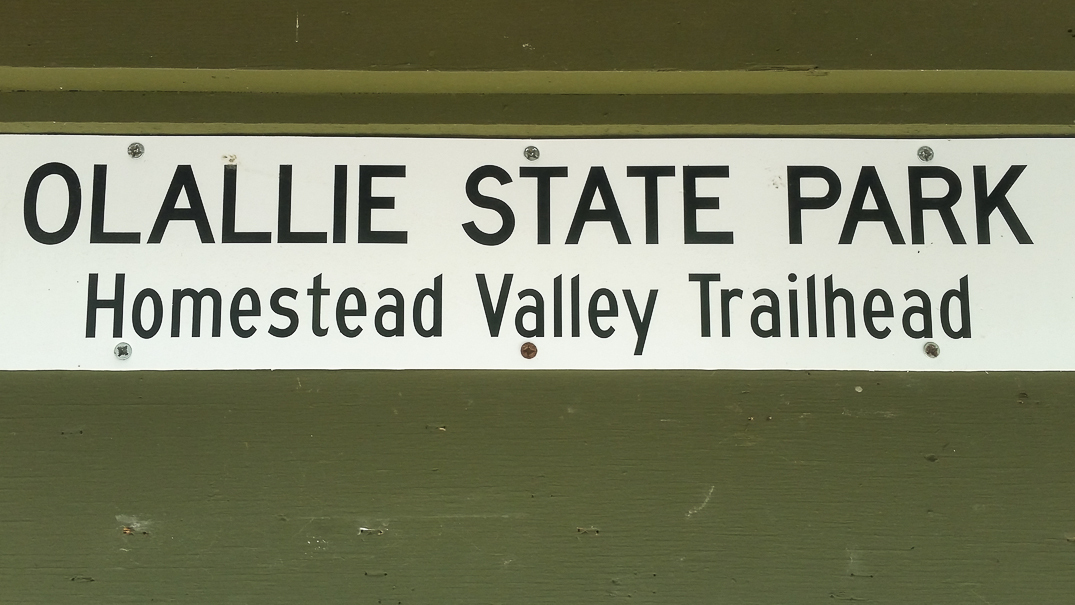 OLALLIE STATE PARK
Homestead Valley Trailhead